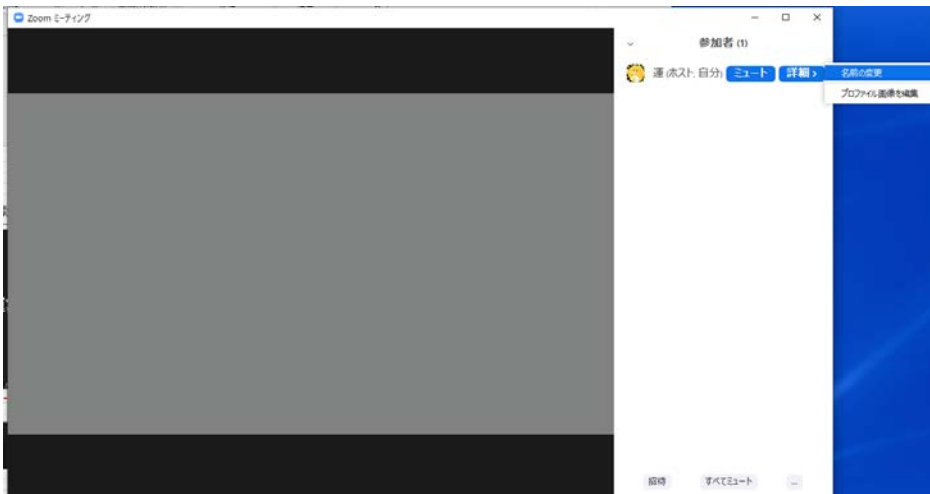 Zoom ミーティング
参加者 (1)
運 (ホスト, 自分) ミュート 詳細 >
名前の変更
プロファイル画像を編集
招待 すべてミュート ...